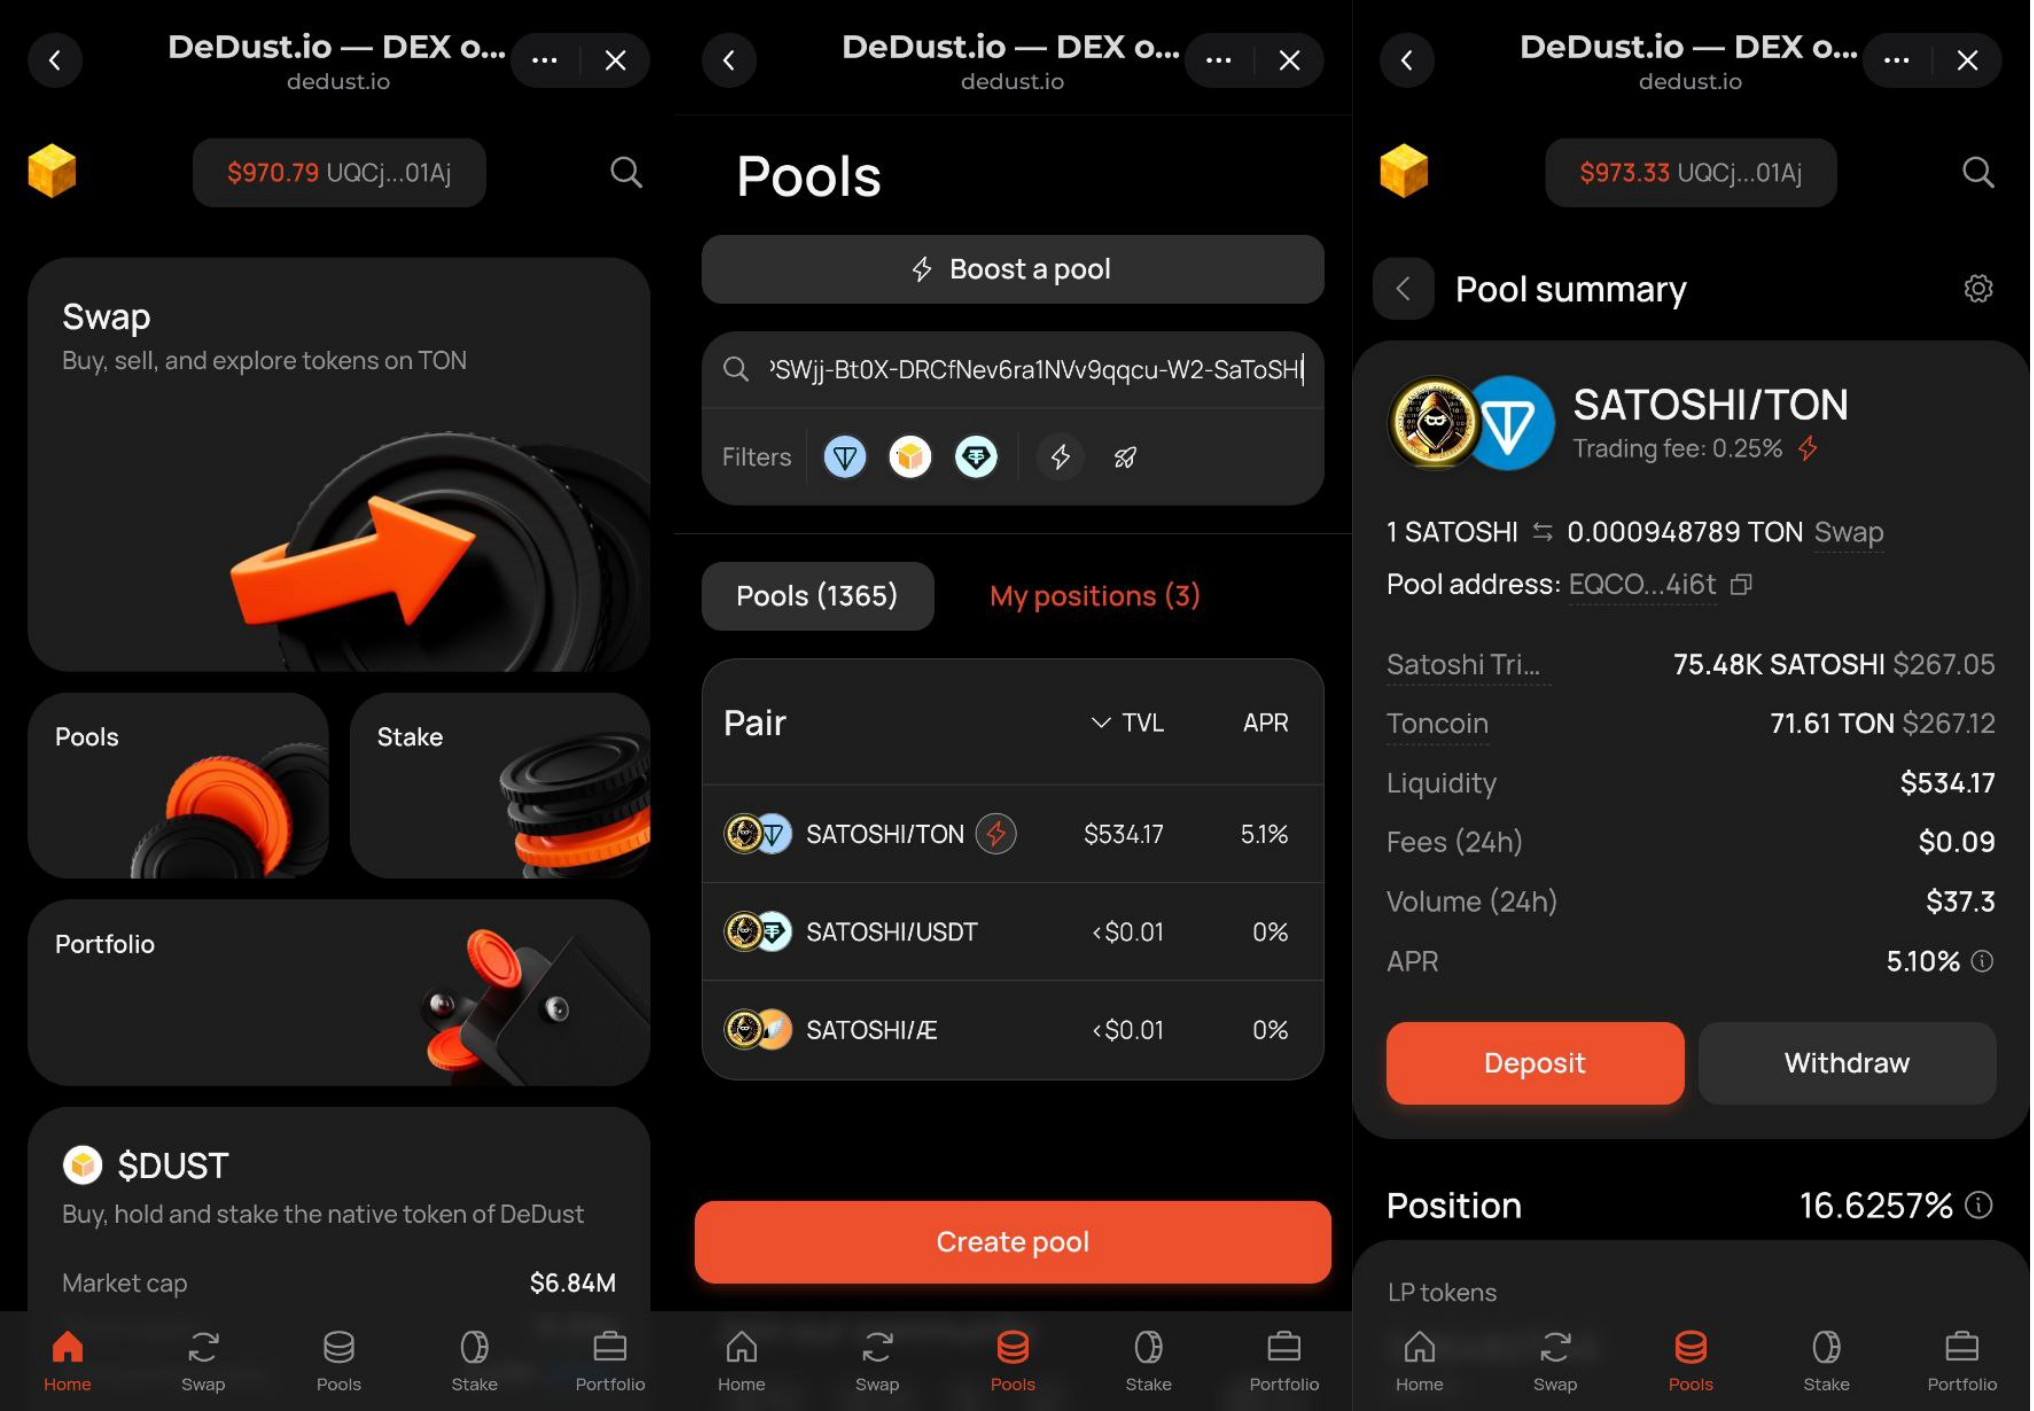 DeDust.io — DEX o...
dedust.io
$970.79 UQCj...01Aj
Swap
Buy, sell, and explore tokens on TON
Pools
Stake
Portfolio
$DUST
Buy, hold and stake the native token of DeDust
Market cap $6.84M
Home Swap Pools Stake Portfolio
DeDust.io — DEX o...
dedust.io
Pools
Boost a pool
SWjj-Bt0X-DRCfNev6ra1NVv9qqcu-W2-SaToSHI
Filters
Pools (1365) My positions (3)
Pair TVL APR
SATOSHI/TON $534.17 5.1%
SATOSHI/USDT <$0.01 0%
SATOSHI/Æ <$0.01 0%
Create pool
Home Swap Pools Stake Portfolio
DeDust.io — DEX o...
dedust.io
$973.33 UQCj...01Aj
Pool summary
SATOSHI/TON
Trading fee: 0.25%
1 SATOSHI ⇆ 0.000948789 TON Swap
Pool address: EQCO...4i6t
Satoshi Tri... 75.48K SATOSHI $267.05
Toncoin 71.61 TON $267.12
Liquidity $534.17
Fees (24h) $0.09
Volume (24h) $37.3
APR 5.10%
Deposit Withdraw
Position 16.6257%
LP tokens
Home Swap Pools Stake Portfolio